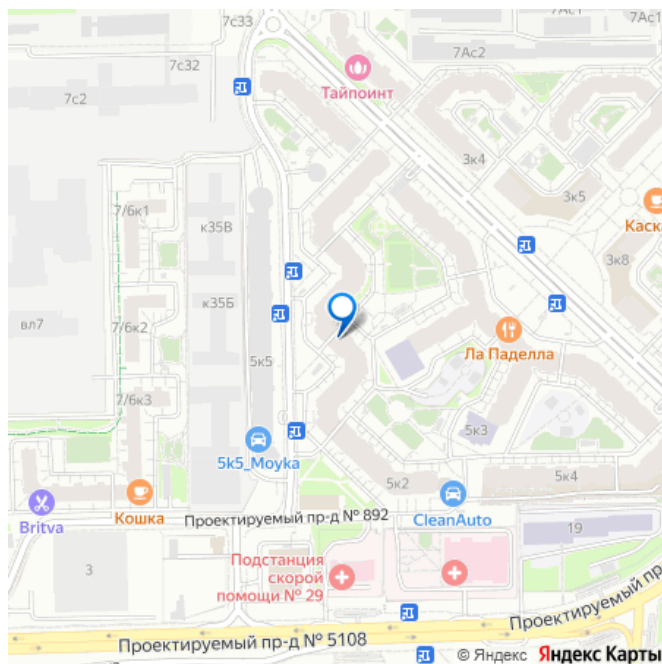 7с33
7Ас1
7Ас2
7с32
7с2
Тайпоинт
3к4
3к5
7/6к1
к35В
Каск
3к8
к35Б
вл7
7/6к2
Ла Паделла
5к5
7/6к3
5к3
5k5_Moyka
5к2
5к4
Britva
Кошка
Проектируемый пр-д № 892
CleanAuto
19
3
Подстанция
скорой
помощи № 29
Проектируемый пр-д № 5108
Проектируемый
© Яндекс Яндекс Карты